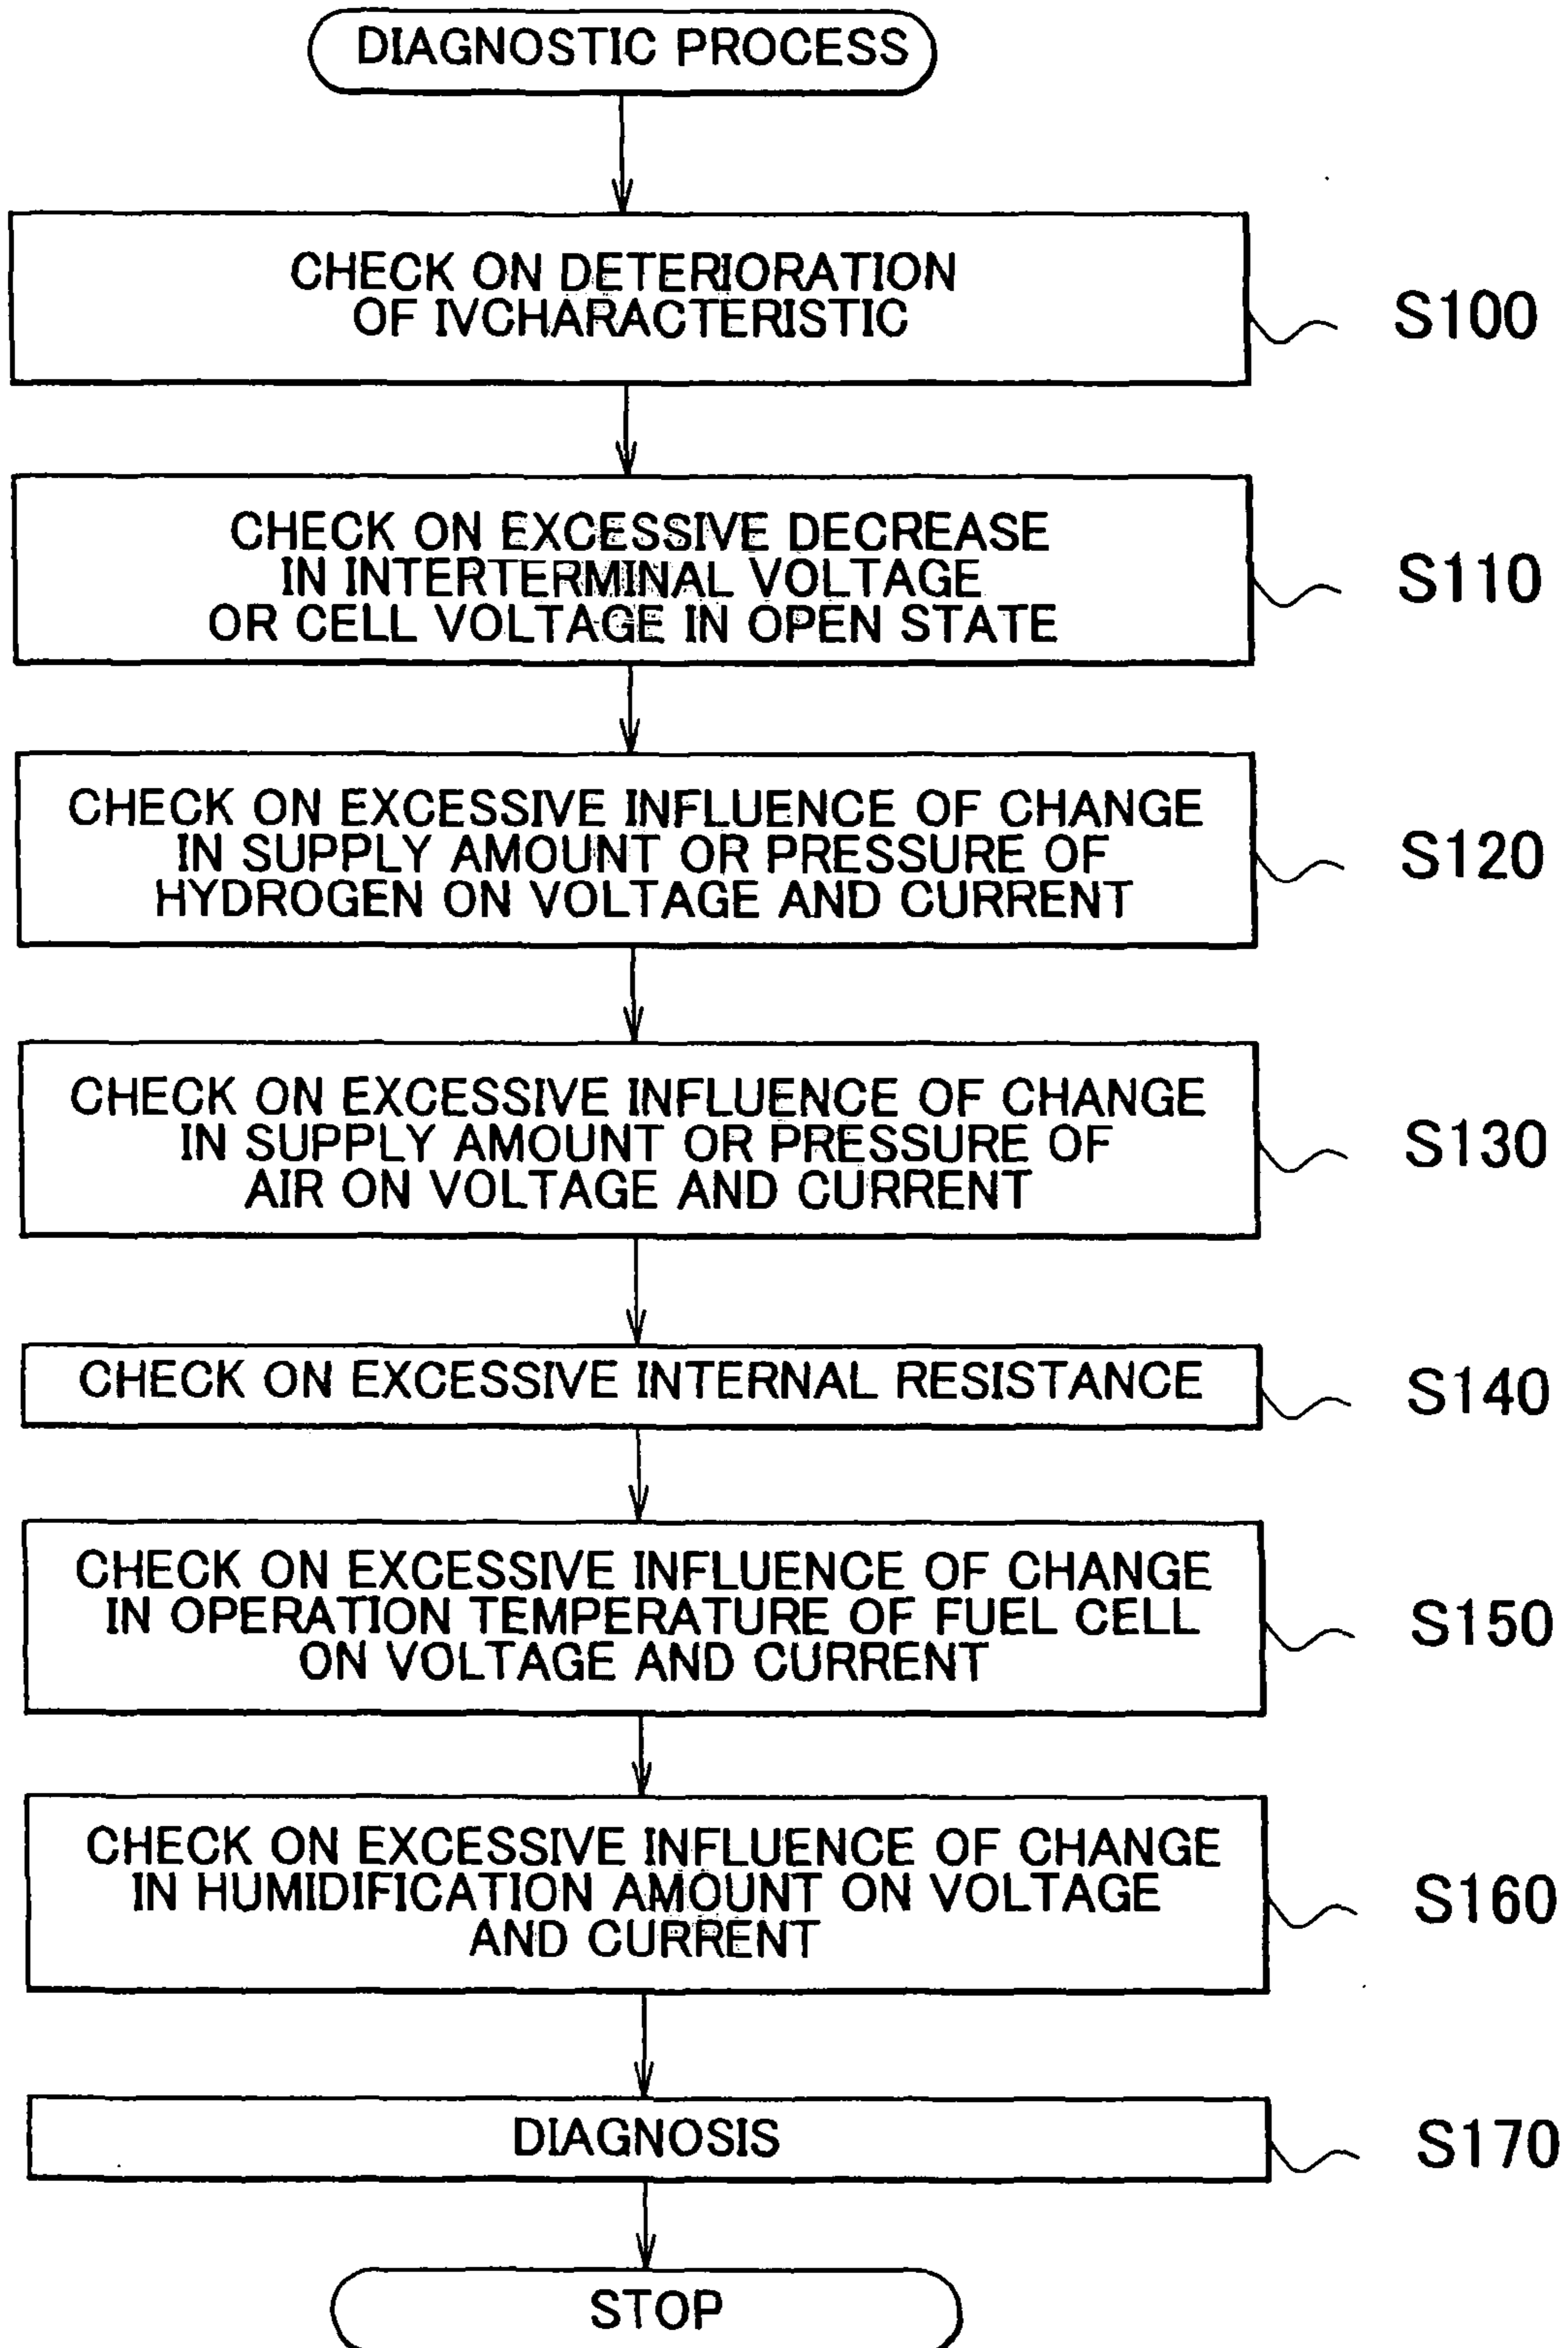 DIAGNOSTIC PROCESS
CHECK ON DETERIORATION
OF IVCHARACTERISTIC
S100
CHECK ON EXCESSIVE DECREASE
IN INTERTERMINAL VOLTAGE
OR CELL VOLTAGE IN OPEN STATE
S110
CHECK ON EXCESSIVE INFLUENCE OF CHANGE
IN SUPPLY AMOUNT OR PRESSURE OF
HYDROGEN ON VOLTAGE AND CURRENT
S120
CHECK ON EXCESSIVE INFLUENCE OF CHANGE
IN SUPPLY AMOUNT OR PRESSURE OF
AIR ON VOLTAGE AND CURRENT
S130
CHECK ON EXCESSIVE INTERNAL RESISTANCE
S140
CHECK ON EXCESSIVE INFLUENCE OF CHANGE
IN OPERATION TEMPERATURE OF FUEL CELL
ON VOLTAGE AND CURRENT
S150
CHECK ON EXCESSIVE INFLUENCE OF CHANGE
IN HUMIDIFICATION AMOUNT ON VOLTAGE
AND CURRENT
S160
DIAGNOSIS
S170
STOP